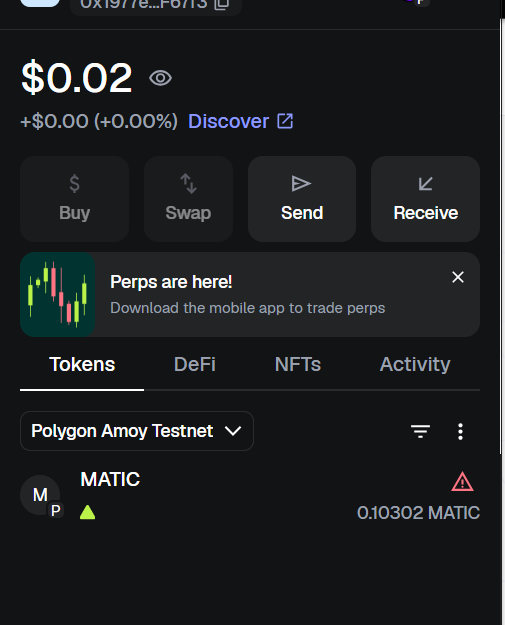 0x1977e...F67f3
$0.02
+$0.00 (+0.00%) Discover
$
Buy Swap Send Receive
Perps are here!
Download the mobile app to trade perps
Tokens DeFi NFTs Activity
Polygon Amoy Testnet
MATIC
M
P
0.10302 MATIC